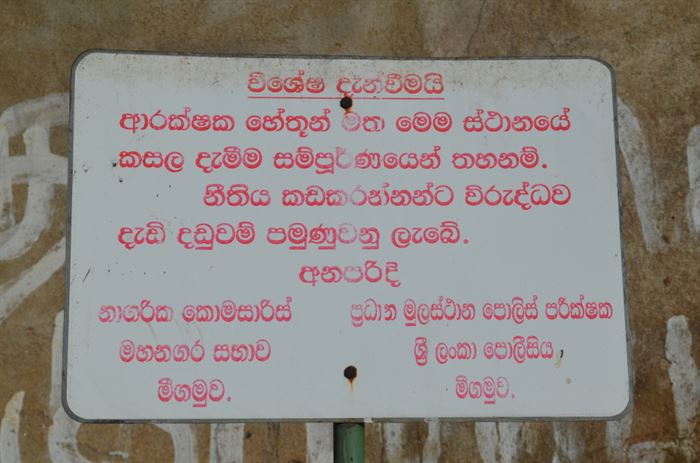 විශේෂ දැන්වීමයි
ආරක්ෂක හේතූන් මත මෙම ස්ථානයේ
කසල දැමීම සම්පූර්ණයෙන් තහනම්.
නීතිය කඩකරන්නන්ට විරුද්ධව
දැඩි දඬුවම් පමුණුවනු ලැබේ.
අනපරිදි
නාගරික කොමසාරිස්
මහනගර සභාව
මීගමුව.
ප්‍රධාන මූලස්ථාන පොලිස් පරීක්ෂක
ශ්‍රී ලංකා පොලීසිය
මීගමුව.